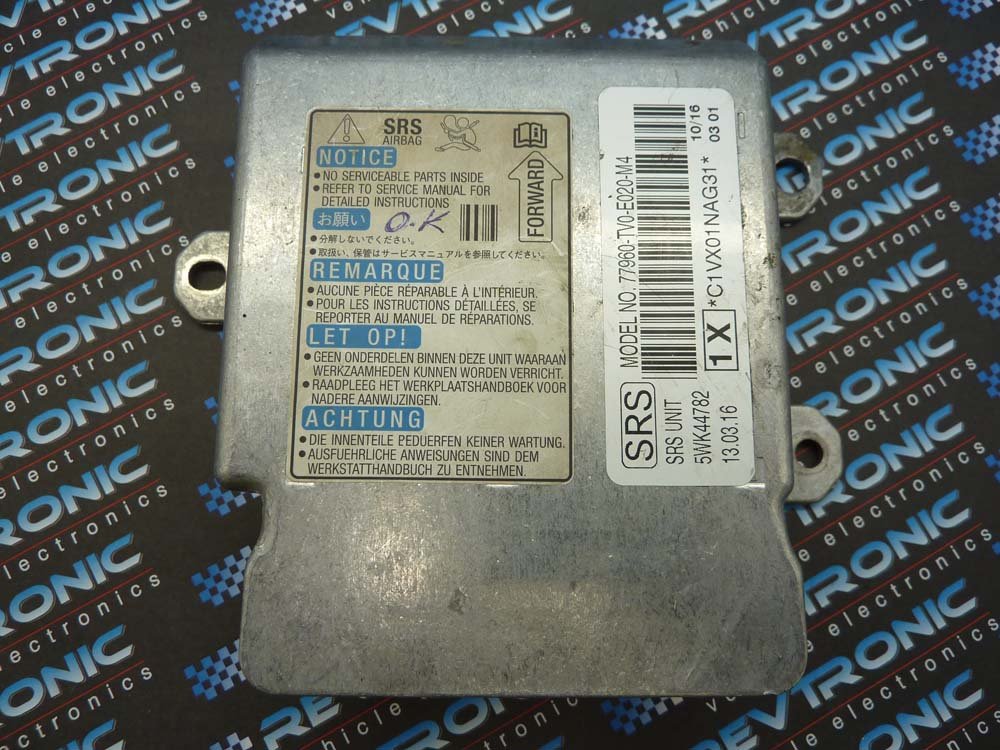 SRS
AIRBAG
NOTICE
• NO SERVICEABLE PARTS INSIDE
• REFER TO SERVICE MANUAL FOR
DETAILED INSTRUCTIONS
お願い
O.K
●分解しないでください。
●取扱い、保管はサービスマニュアルを参照してください。
FORWARD
REMARQUE
• AUCUNE PIÈCE RÉPARABLE À L'INTÉRIEUR.
• POUR LES INSTRUCTIONS DÉTAILLÉES, SE
REPORTER AU MANUEL DE RÉPARATIONS.
LET OP!
• GEEN ONDERDELEN BINNEN DEZE UNIT WAARAAN
WERKZAAMHEDEN KUNNEN WORDEN VERRICHT.
• RAADPLEEG HET WERKPLAATSHANDBOEK VOOR
NADERE AANWIJZINGEN.
ACHTUNG
• DIE INNENTEILE PEDUERFEN KEINER WARTUNG.
• AUSFUEHRLICHE ANWEISUNGEN SIND DEM
WERKSTATTHANDBUCH ZU ENTNEHMEN.
SRS
MODEL NO. 77960-TV0-E020-M4
SRS UNIT
5WK44782
13.03.16
1 X
*C1VX01NAG31*
10/16
03 01
REVTRONIC
vehicle electronics